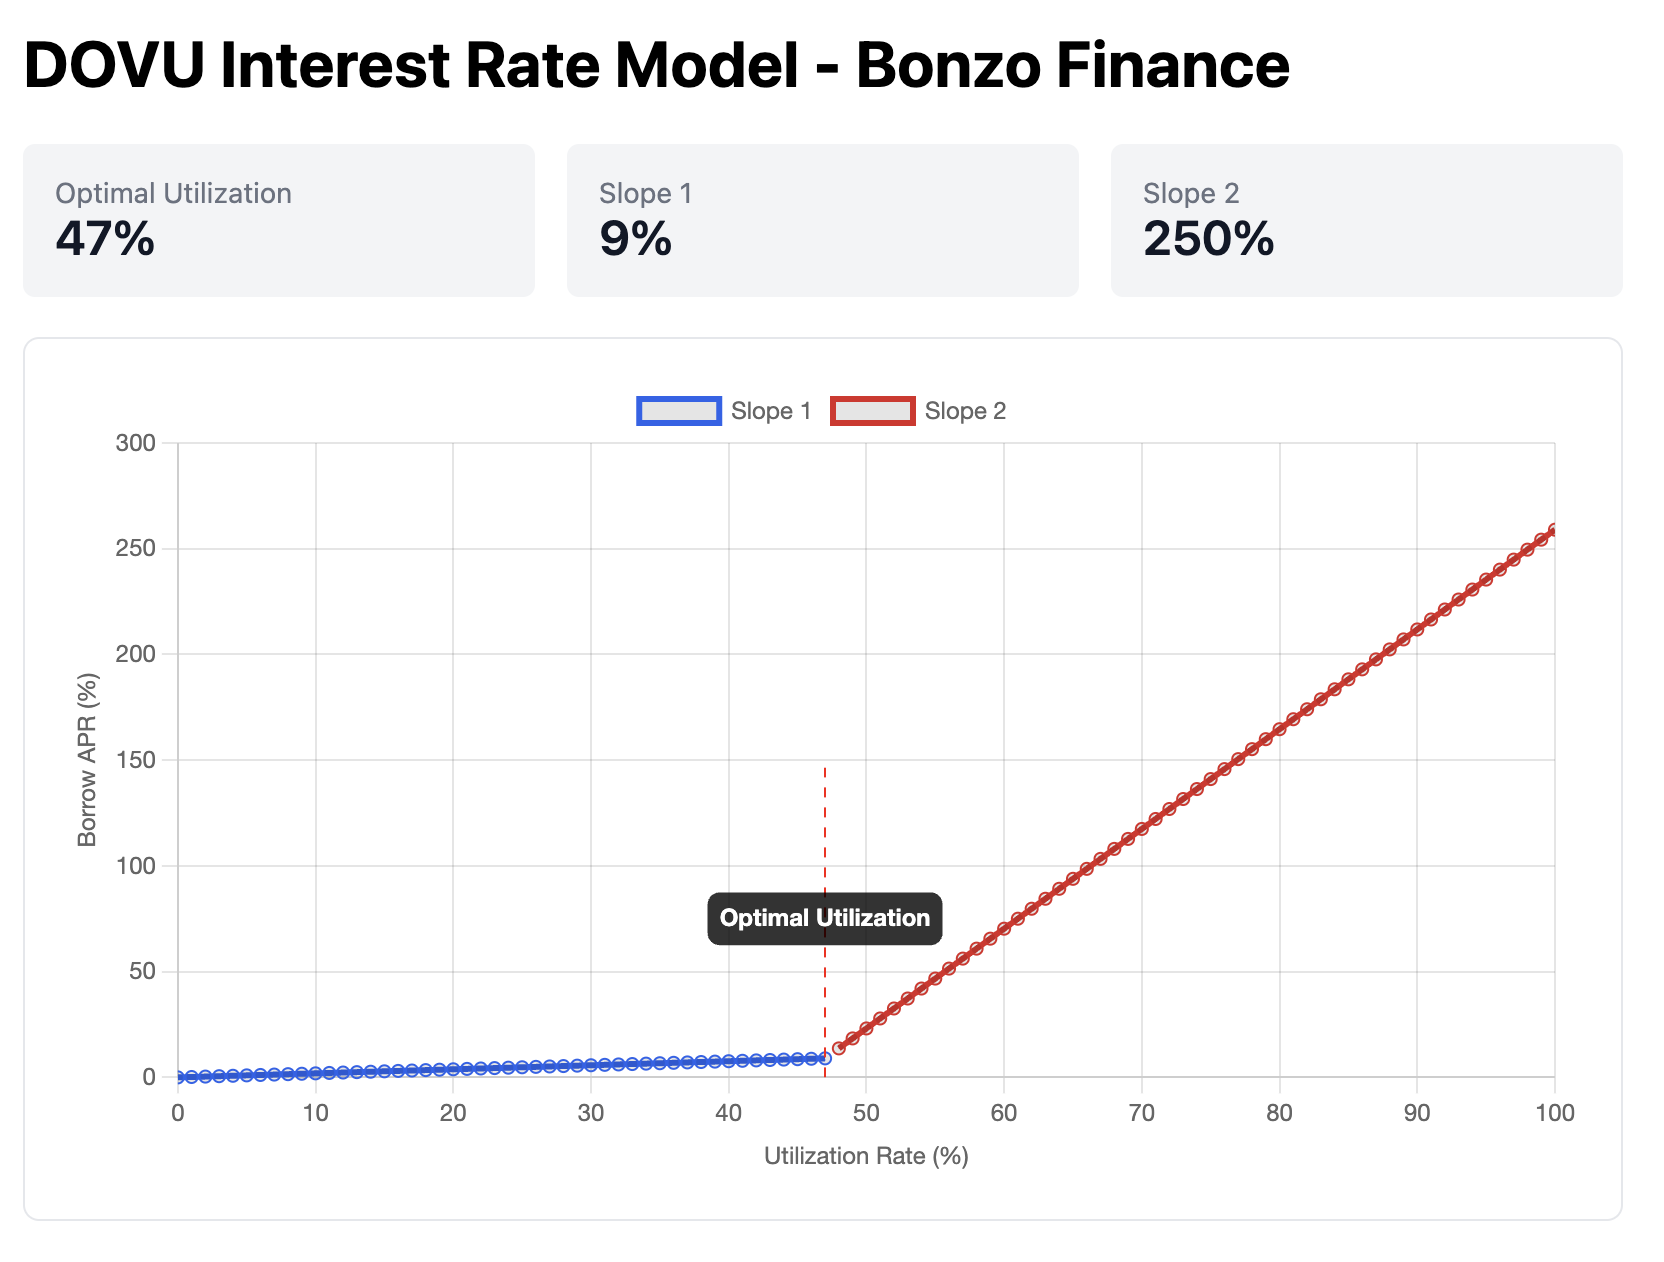 DOVU Interest Rate Model - Bonzo Finance
Optimal Utilization
47%
Slope 1
9%
Slope 2
250%
Slope 1
Slope 2
300
250
200
150
100
50
0
Borrow APR (%)
Optimal Utilization
0 10 20 30 40 50 60 70 80 90 100
Utilization Rate (%)